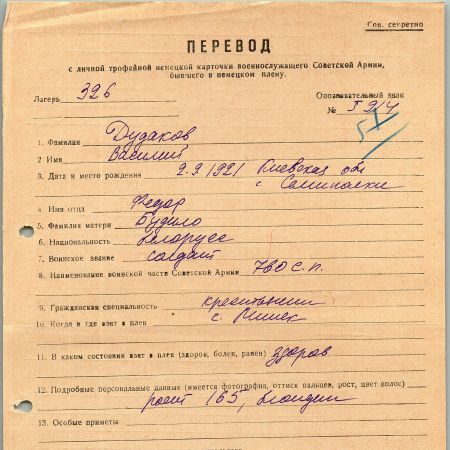 Сов. секретно
ПЕРЕВОД
с личной трофейной немецкой карточки военнослужащего Советской Армии,
бывшего в немецком плену.
Лагерь 326
Опознавательный знак
№
1. Фамилия Дудаков
2 Имя Василий
3. Дата и место рождения 2.9.1921 Киевская обл
с.
4 Имя отца Федор
5. Фамилия матери Будило
6. Национальность белорусс
7. Воинское звание солдат
8. Наименование воинской части Советской Армии 780 с.п.
9. Гражданская специальность крестьянин
10. Когда и где взят в плен г. Минск
11. В каком состоянии взят в плен (здоров, болен, ранен) здоров
12. Подробные персональные данные (имеется фотография, оттиск пальцев, рост, цвет волос)
рост 165, блондин
13. Особые приметы